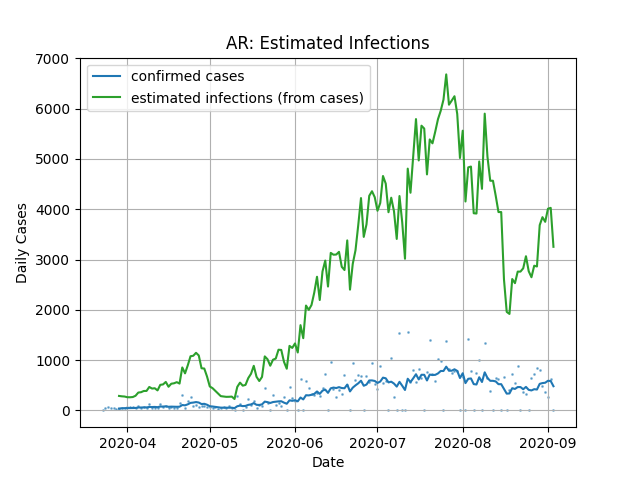 AR: Estimated Infections
confirmed cases
estimated infections (from cases)
7000
6000
5000
4000
3000
2000
1000
0
Daily Cases
2020-04 2020-05 2020-06 2020-07 2020-08 2020-09
Date